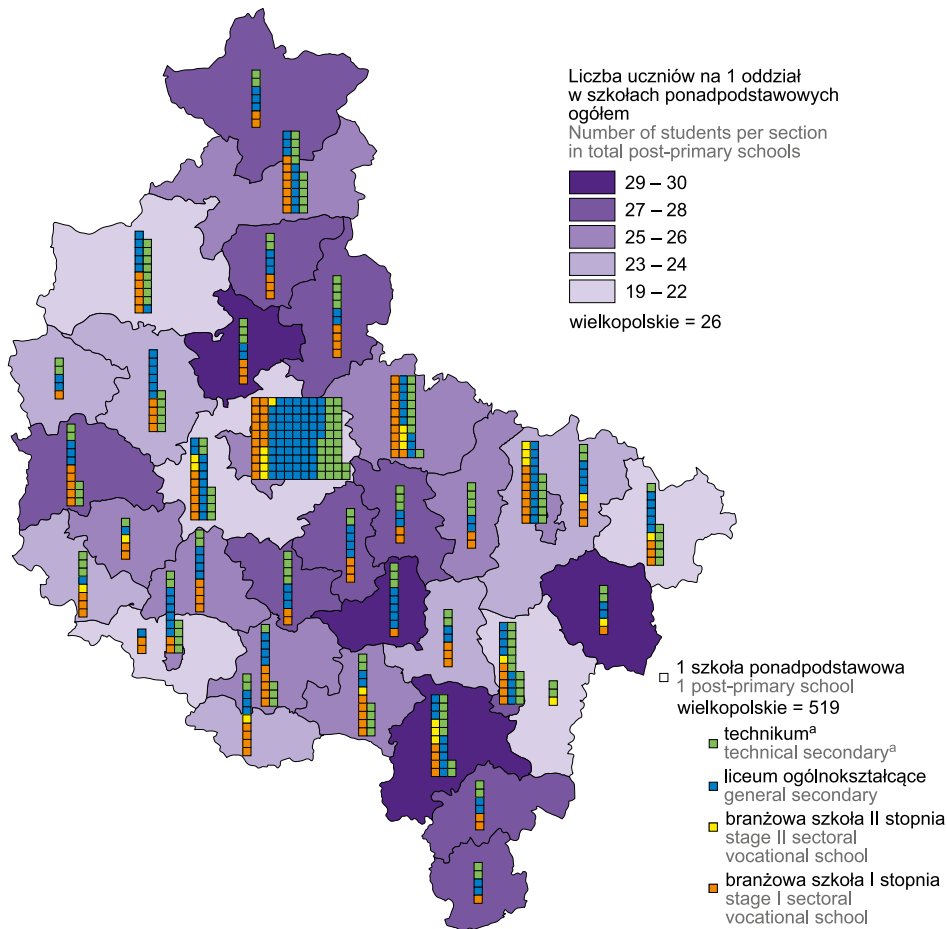 Liczba uczniów na 1 oddział
w szkołach ponadpodstawowych
ogółem
Number of students per section
in total post-primary schools
29 – 30
27 – 28
25 – 26
23 – 24
19 – 22
wielkopolskie = 26
1 szkoła ponadpodstawowa
1 post-primary school
wielkopolskie = 519
technikumᵃ
technical secondaryᵃ
liceum ogólnokształcące
general secondary
branżowa szkoła II stopnia
stage II sectoral
vocational school
branżowa szkoła I stopnia
stage I sectoral
vocational school